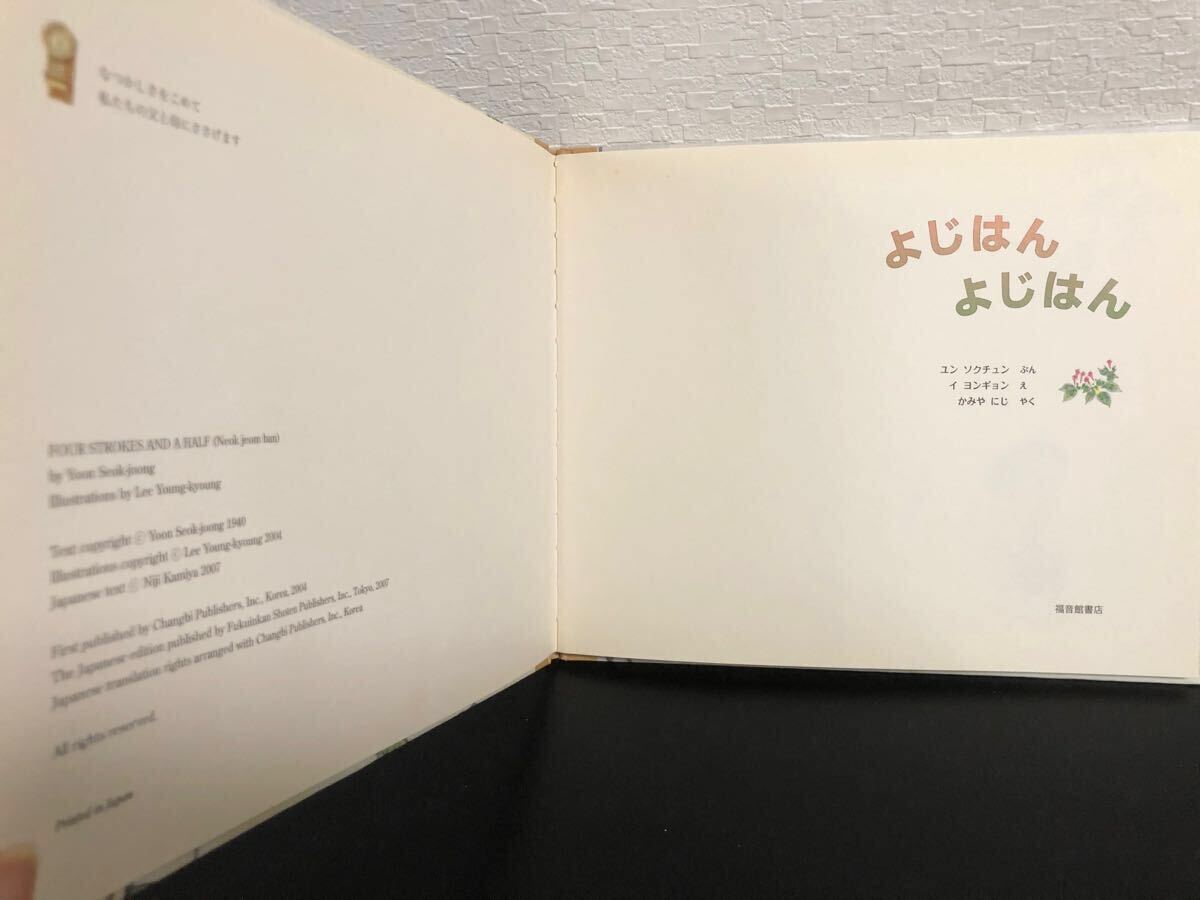 なつかしさをこめて
私たちの父と母にささげます
FOUR STROKES AND A HALF (Neok jeom ban)
by Yoon Seok-joong
Illustrations by Lee Young-kyoung
Text copyright © Yoon Seok-joong 1940
Illustrations copyright © Lee Young-kyoung 2004
Japanese text © Niji Kamiya 2007
First published by Changbi Publishers, Inc., Korea, 2004
The Japanese edition published by Fukuinkan Shoten Publishers, Inc., Tokyo, 2007
Japanese translation rights arranged with Changbi Publishers, Inc., Korea
All rights reserved.
Printed in Japan
よじはん
よじはん
ユン ソクチュン ぶん
イ ヨンギョン え
かみや にじ やく
福音館書店